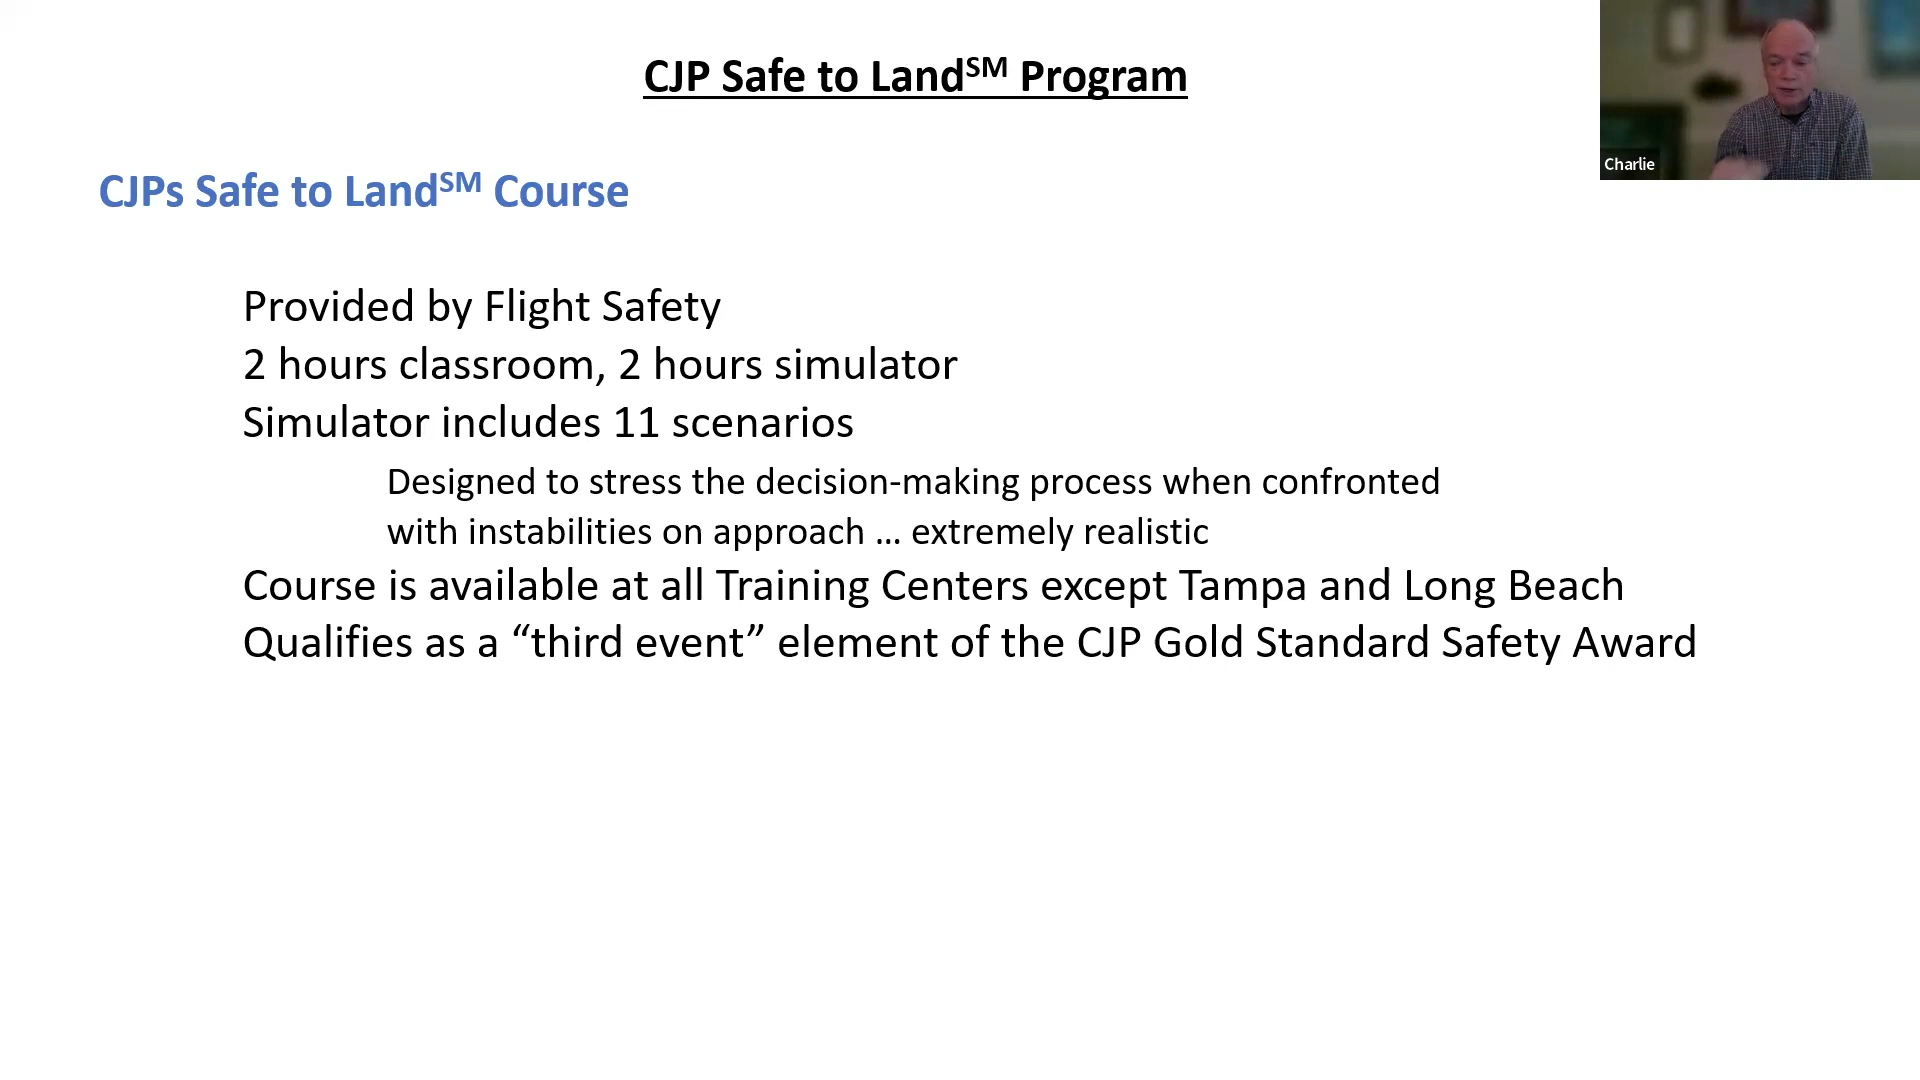 CJP Safe to Landˢᴹ Program
Charlie
CJPs Safe to Landˢᴹ Course
Provided by Flight Safety
2 hours classroom, 2 hours simulator
Simulator includes 11 scenarios
Designed to stress the decision-making process when confronted
with instabilities on approach … extremely realistic
Course is available at all Training Centers except Tampa and Long Beach
Qualifies as a “third event” element of the CJP Gold Standard Safety Award